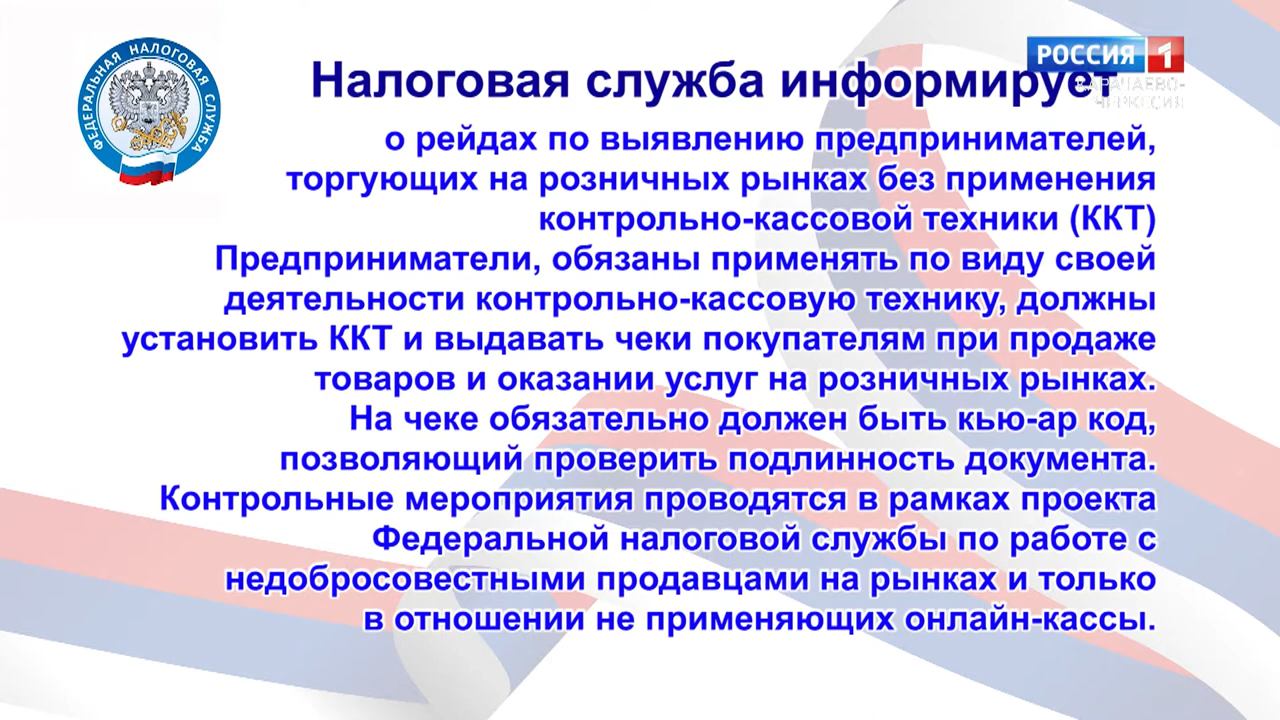 ФЕДЕРАЛЬНАЯ НАЛОГОВАЯ СЛУЖБА
РОССИЯ 1
КАРАЧАЕВО-
ЧЕРКЕСИЯ
Налоговая служба информирует
о рейдах по выявлению предпринимателей,
торгующих на розничных рынках без применения
контрольно-кассовой техники (ККТ)
Предприниматели, обязаны применять по виду своей
деятельности контрольно-кассовую технику, должны
установить ККТ и выдавать чеки покупателям при продаже
товаров и оказании услуг на розничных рынках.
На чеке обязательно должен быть кью-ар код,
позволяющий проверить подлинность документа.
Контрольные мероприятия проводятся в рамках проекта
Федеральной налоговой службы по работе с
недобросовестными продавцами на рынках и только
в отношении не применяющих онлайн-кассы.